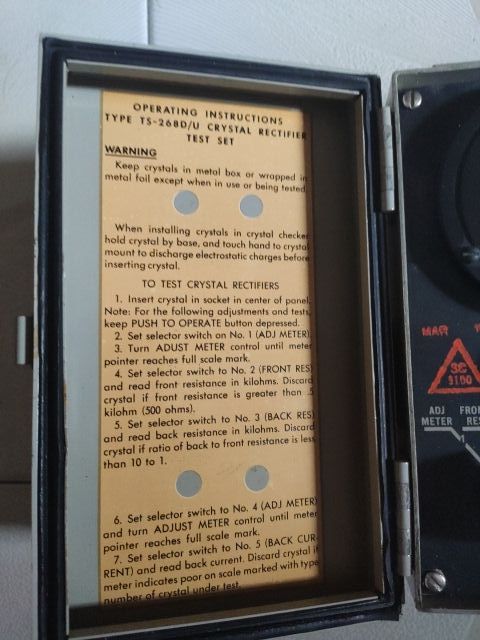 OPERATING INSTRUCTIONS
TYPE TS-268D/U CRYSTAL RECTIFIER
TEST SET
WARNING
Keep crystals in metal box or wrapped in
metal foil except when in use or being tested
When installing crystals in crystal checker
hold crystal by base, and touch hand to crystal
mount to discharge electrostatic charges before
inserting crystal.
TO TEST CRYSTAL RECTIFIERS
1. Insert crystal in socket in center of panel.
Note: For the following adjustments and tests,
keep PUSH TO OPERATE button depressed.
2. Set selector switch on No. 1 (ADJ METER)
3. Turn ADJUST METER control until meter
pointer reaches full scale mark.
4. Set selector switch to No. 2 (FRONT RES)
and read front resistance in kilohms. Discard
crystal if front resistance is greater than .5
kilohm (500 ohms).
5. Set selector switch to No. 3 (BACK RES)
and read back resistance in kilohms. Discard
crystal if ratio of back to front resistance is less
than 10 to 1.
6. Set selector switch to No. 4 (ADJ METER)
and turn ADJUST METER control until meter
pointer reaches full scale mark.
7. Set selector switch to No. 5 (BACK CUR-
RENT) and read back current. Discard crystal if
meter indicates poor on scale marked with type
number of crystal under test.
MAR
SC
9100
ADJ
METER
1